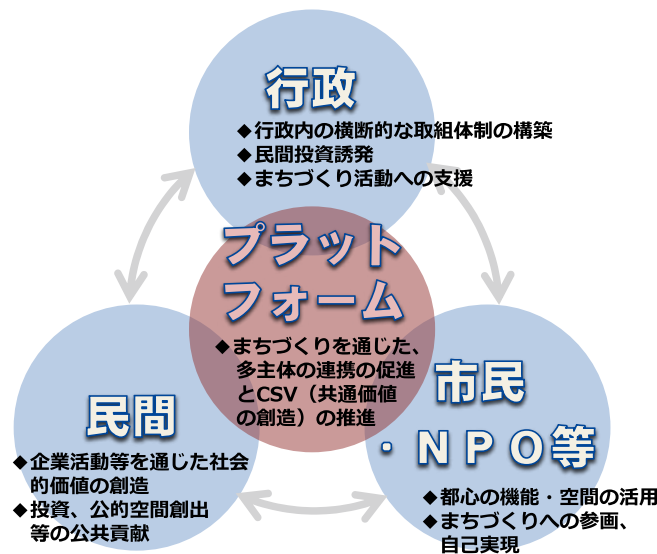 行政
◆行政内の横断的な取組体制の構築
◆民間投資誘発
◆まちづくり活動への支援
プラット
フォーム
◆まちづくりを通じた、
多主体の連携の促進
とCSV（共通価値
の創造）の推進
民間
◆企業活動等を通じた社会
的価値の創造
◆投資、公的空間創出
等の公共貢献
市民
・ＮＰＯ等
◆都心の機能・空間の活用
◆まちづくりへの参画、
自己実現